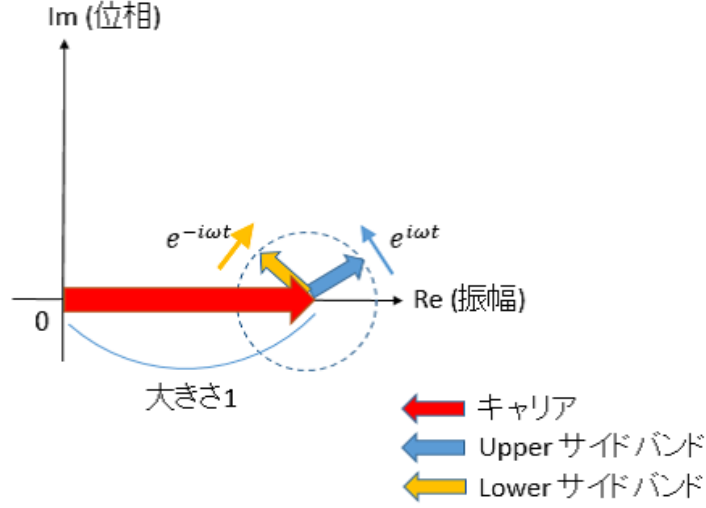 Im (位相)
e^{-iωt}
e^{iωt}
Re (振幅)
0
大きさ1
キャリア
Upper サイドバンド
Lower サイドバンド